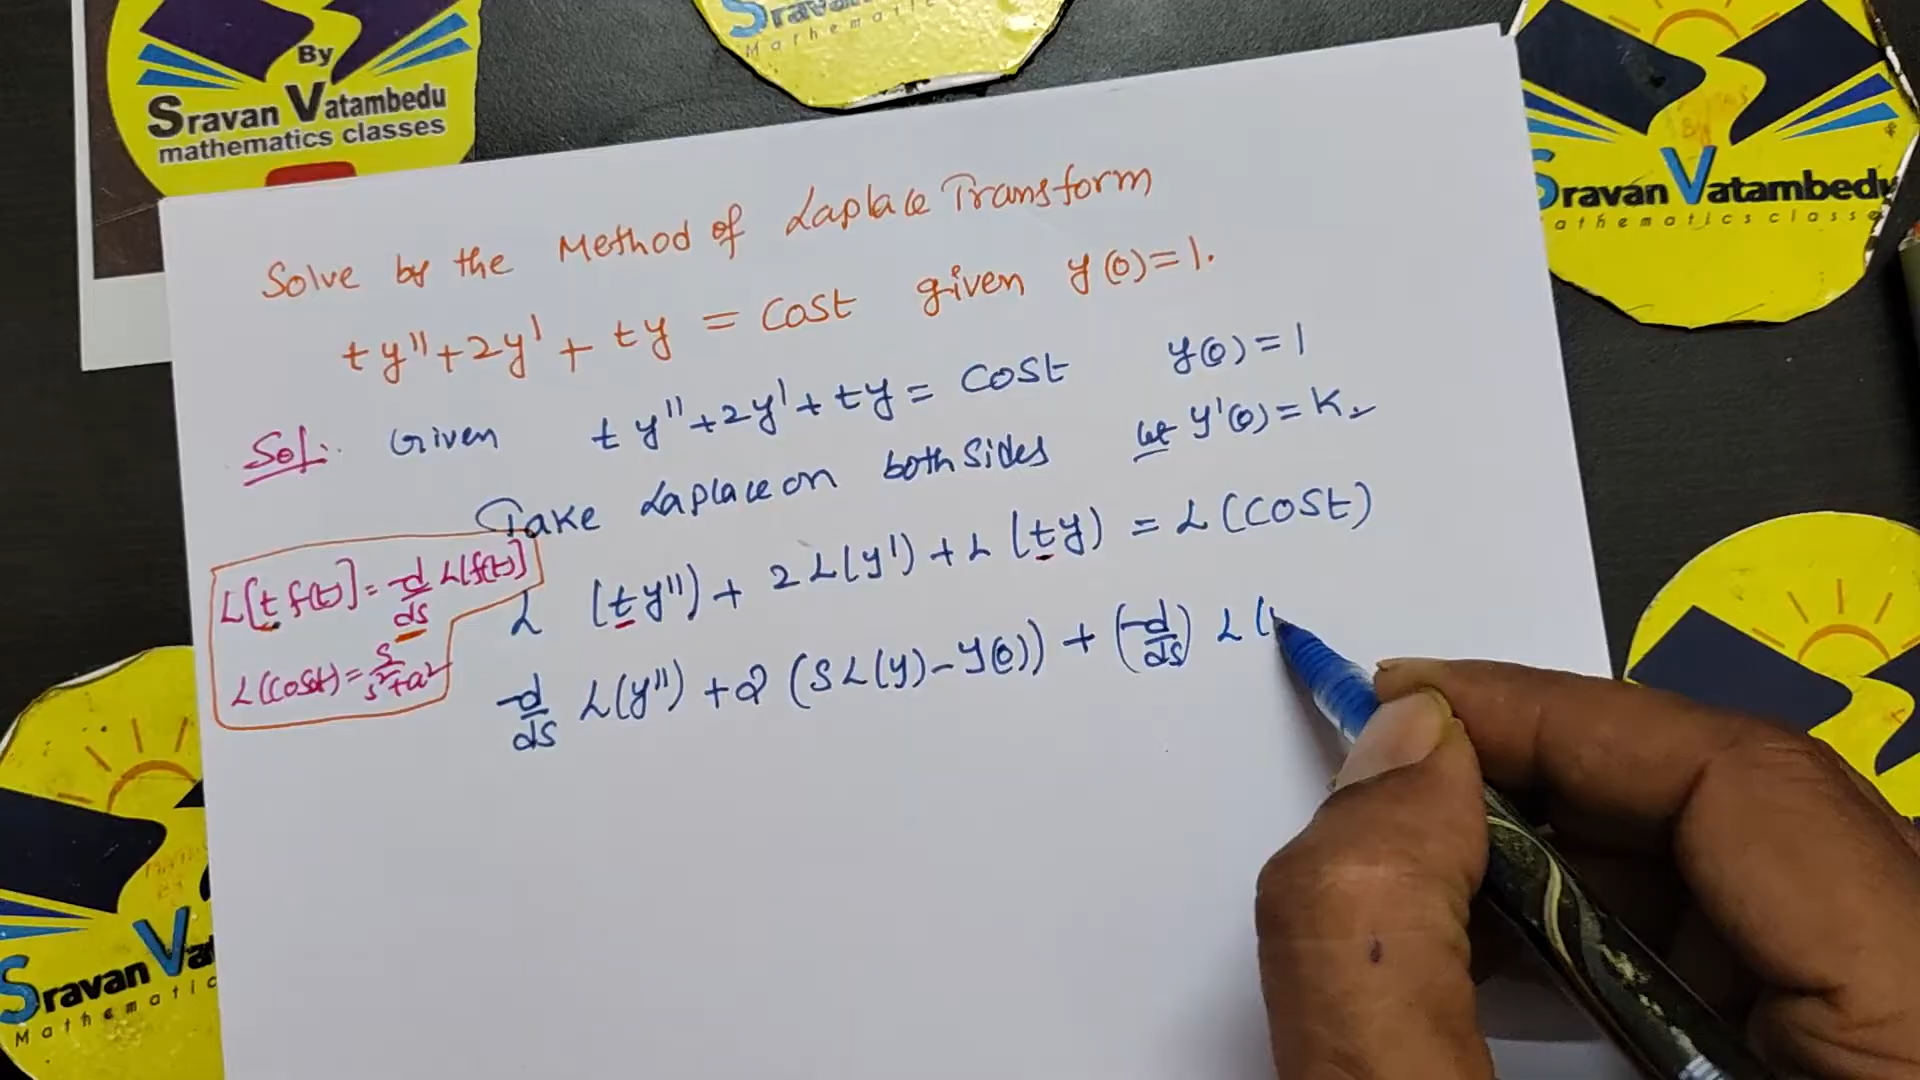 By
Sravan Vatambedu
mathematics classes
Sravan Vatambedu
Mathematics classes
Solve by the Method of Laplace Transform
ty'' + 2y' + ty = cost given y(0)=1.
Sol: Given ty''+2y'+ty = cost y(0)=1
Take Laplace on both sides let y'(0)=K
L(ty'') + 2L(y') + L(ty) = L(cost)
-d/ds L(y'') + 2(SL(y)-y(0)) + (-d/ds) L(
L[t f(t)] = -d/ds L[f(t)]
L(cosat) = s/s²+a²
Sravan Va
Mathematic